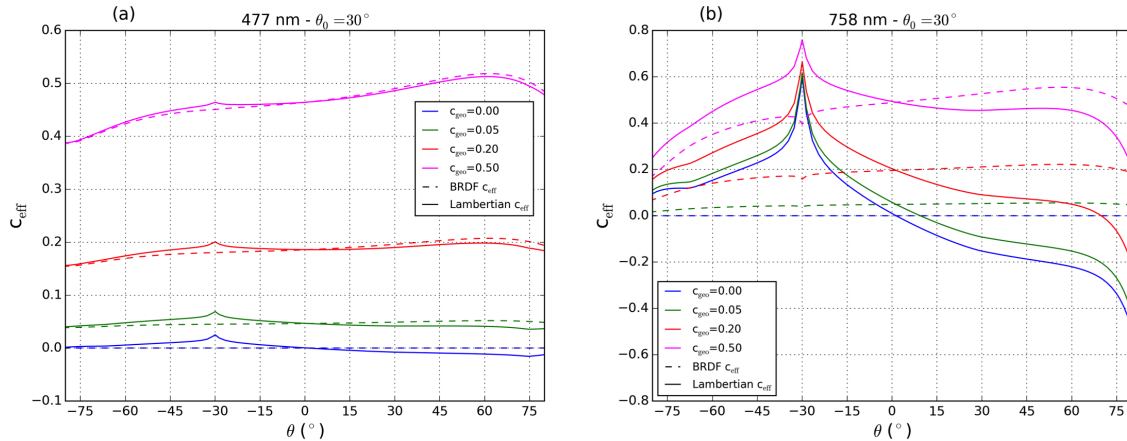 (a)
477 nm - θ₀ =30°
0.6
0.5
0.4
0.3
0.2
0.1
0.0
−0.1
c_eff
c_geo=0.00
c_geo=0.05
c_geo=0.20
c_geo=0.50
BRDF c_eff
Lambertian c_eff
−75 −60 −45 −30 −15 0 15 30 45 60 75
θ (°)
(b)
758 nm - θ₀ =30°
0.8
0.6
0.4
0.2
0.0
−0.2
−0.4
−0.6
−0.8
c_eff
c_geo=0.00
c_geo=0.05
c_geo=0.20
c_geo=0.50
BRDF c_eff
Lambertian c_eff
−75 −60 −45 −30 −15 0 15 30 45 60 75
θ (°)